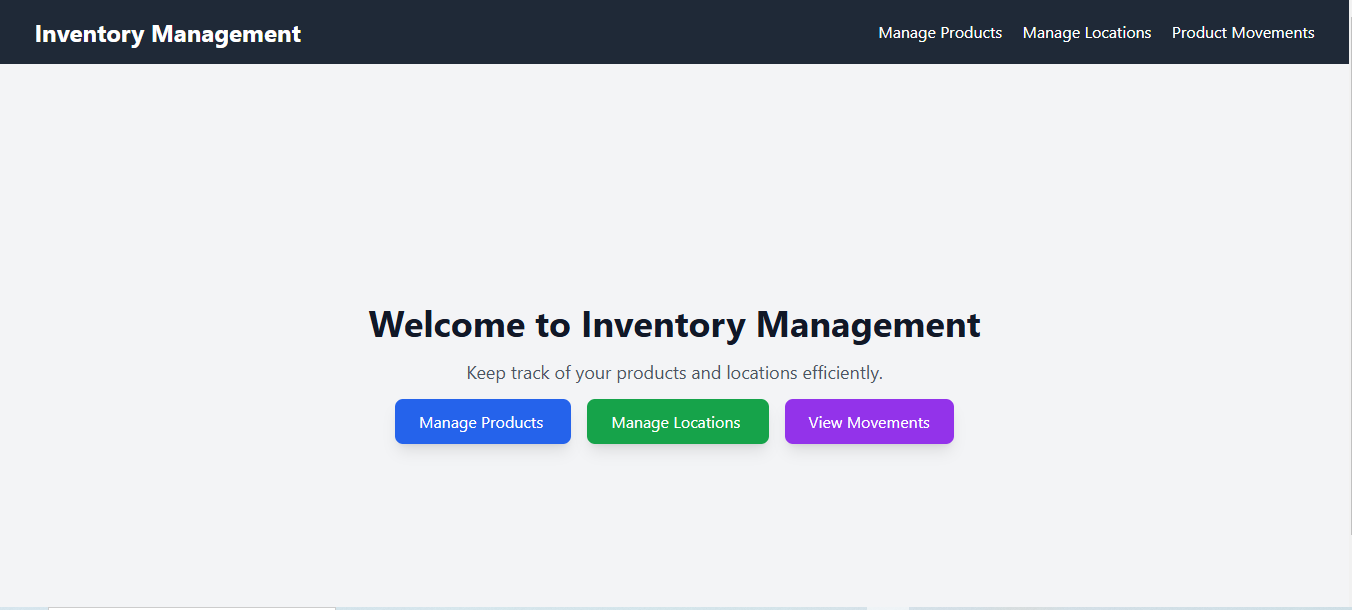 Inventory Management
Manage Products Manage Locations Product Movements
Welcome to Inventory Management
Keep track of your products and locations efficiently.
Manage Products Manage Locations View Movements